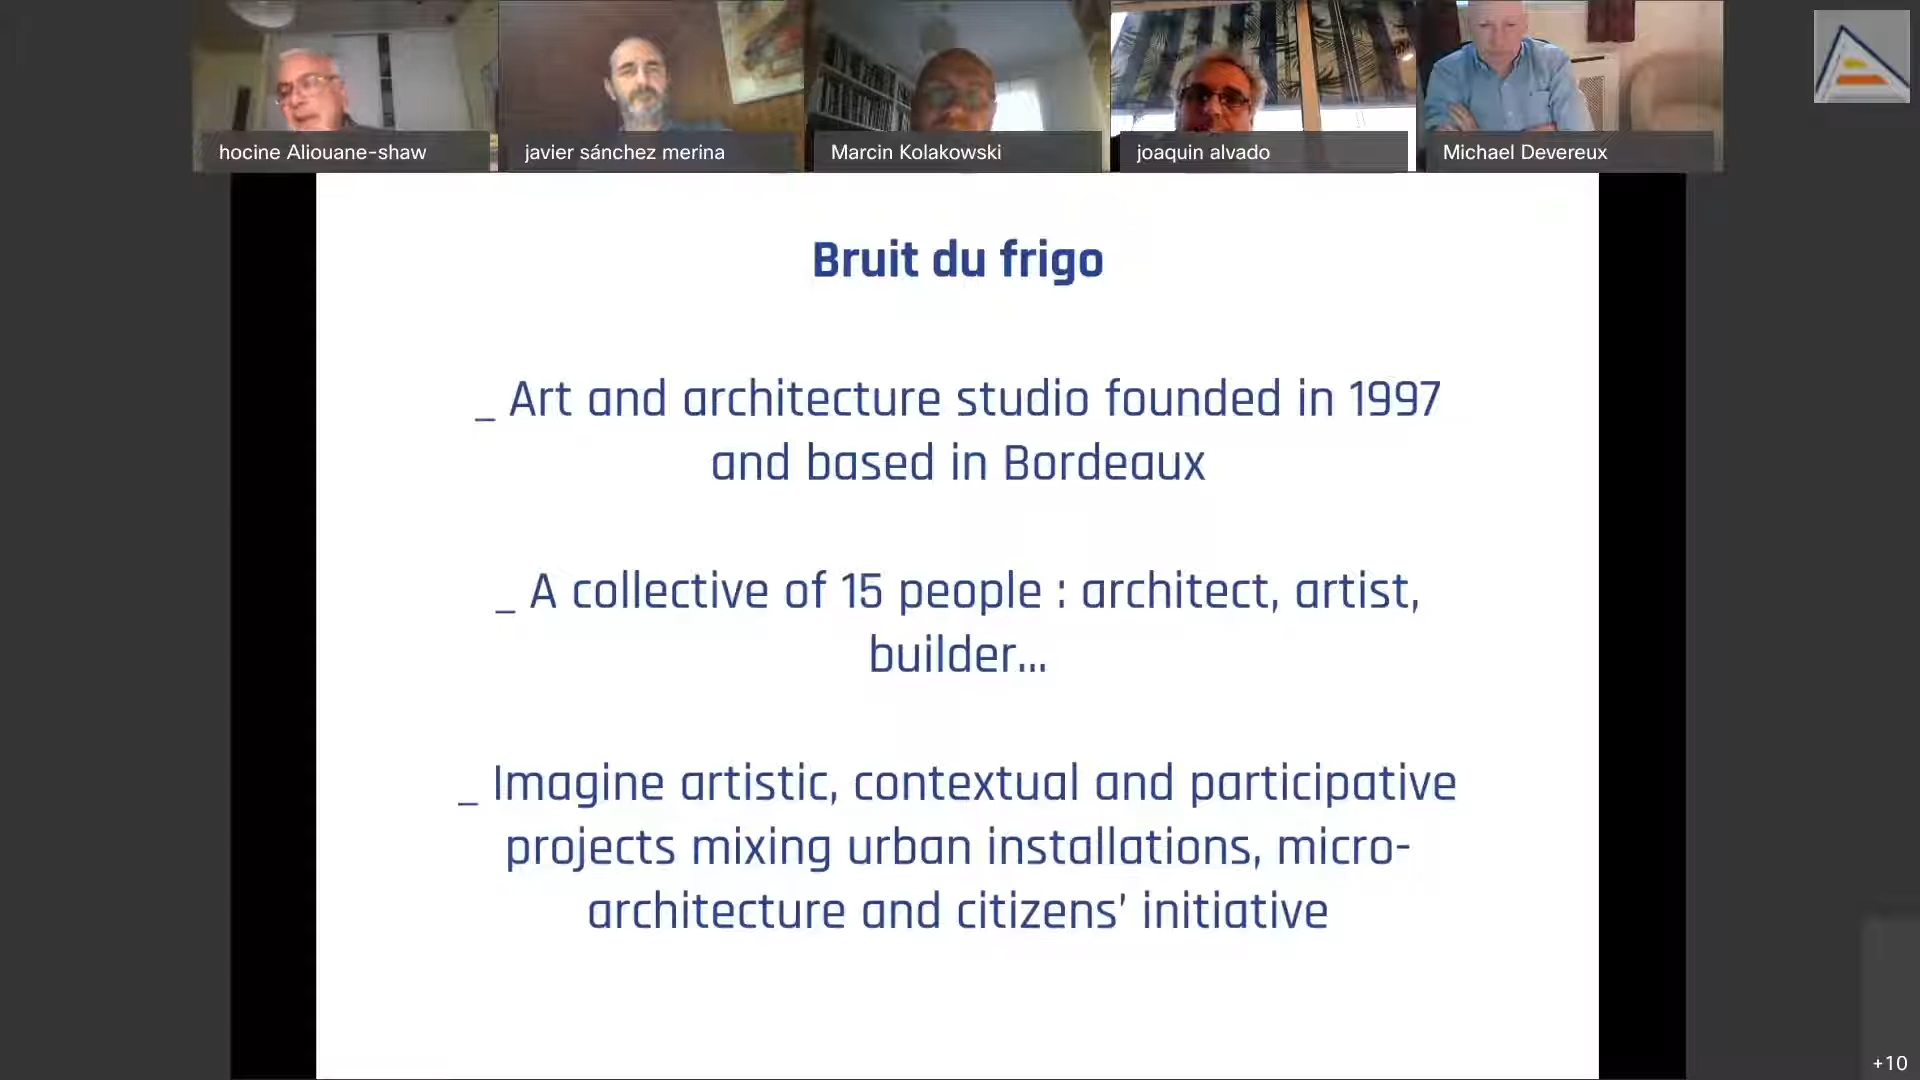 hocine Aliouane-shaw
javier sánchez merina
Marcin Kolakowski
joaquin alvado
Michael Devereux
Bruit du frigo
_ Art and architecture studio founded in 1997
and based in Bordeaux
_ A collective of 15 people : architect, artist,
builder...
_ Imagine artistic, contextual and participative
projects mixing urban installations, micro-
architecture and citizens’ initiative
+10